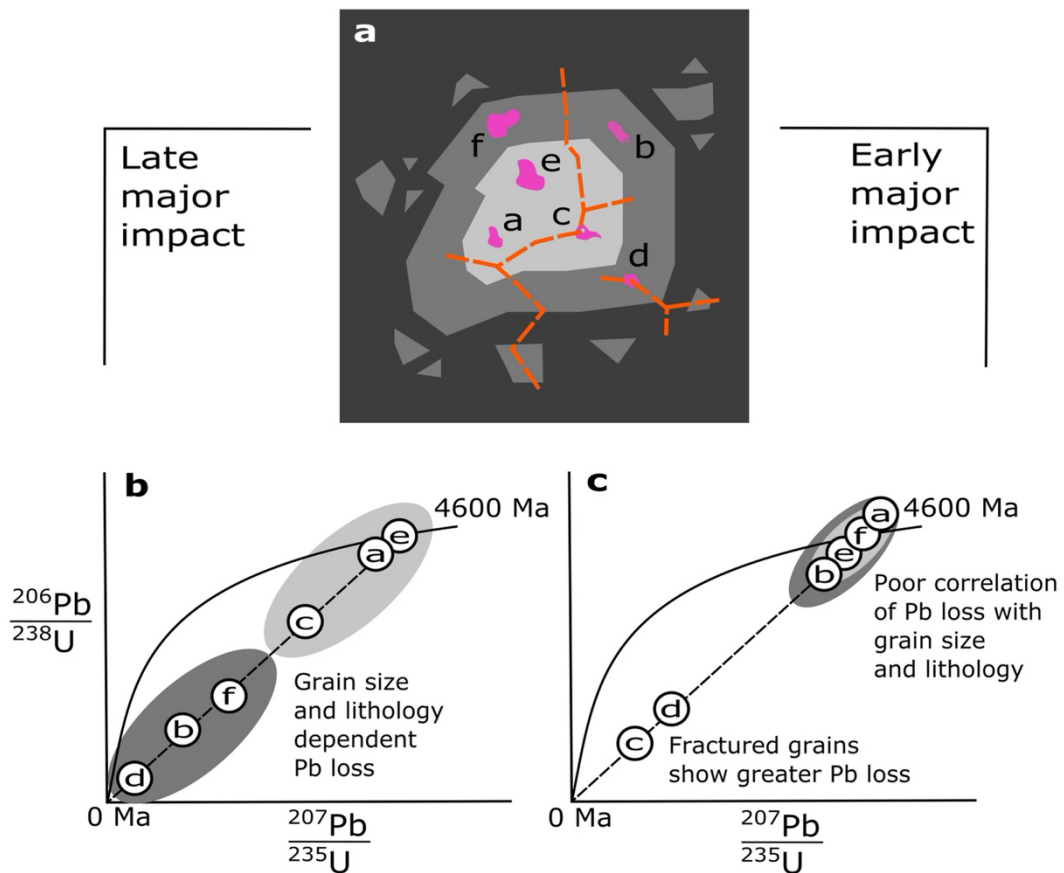 a
Late
major
impact
Early
major
impact
f
b
e
a
c
d
b
4600 Ma
e
a
c
f
b
d
206Pb
238U
Grain size
and lithology
dependent
Pb loss
0 Ma
207Pb
235U
c
4600 Ma
a
f
e
b
Poor correlation
of Pb loss with
grain size
and lithology
d
c
Fractured grains
show greater Pb loss
0 Ma
207Pb
235U